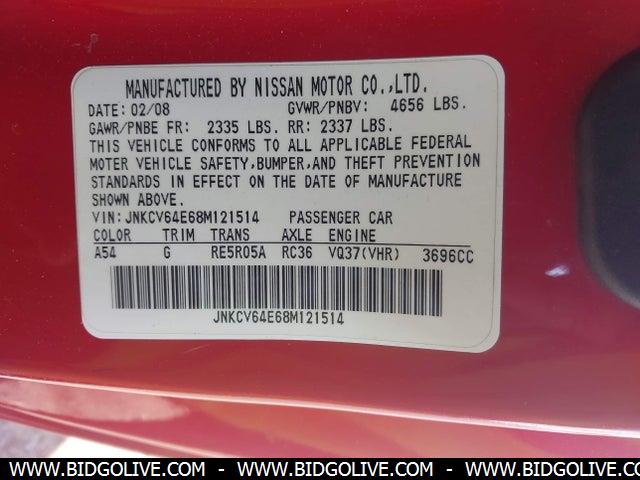 MANUFACTURED BY NISSAN MOTOR CO.,LTD.
DATE: 02/08 GVWR/PNBV: 4656 LBS.
GAWR/PNBE FR: 2335 LBS. RR: 2337 LBS.
THIS VEHICLE CONFORMS TO ALL APPLICABLE FEDERAL
MOTER VEHICLE SAFETY,BUMPER,AND THEFT PREVENTION
STANDARDS IN EFFECT ON THE DATE OF MANUFACTURE
SHOWN ABOVE.
VIN:JNKCV64E68M121514 PASSENGER CAR
COLOR TRIM TRANS AXLE ENGINE
A54 G RE5R05A RC36 VQ37(VHR) 3696CC
JNKCV64E68M121514
WWW.BIDGOLIVE.COM - WWW.BIDGOLIVE.COM - WWW.BIDGOLIVE.COM